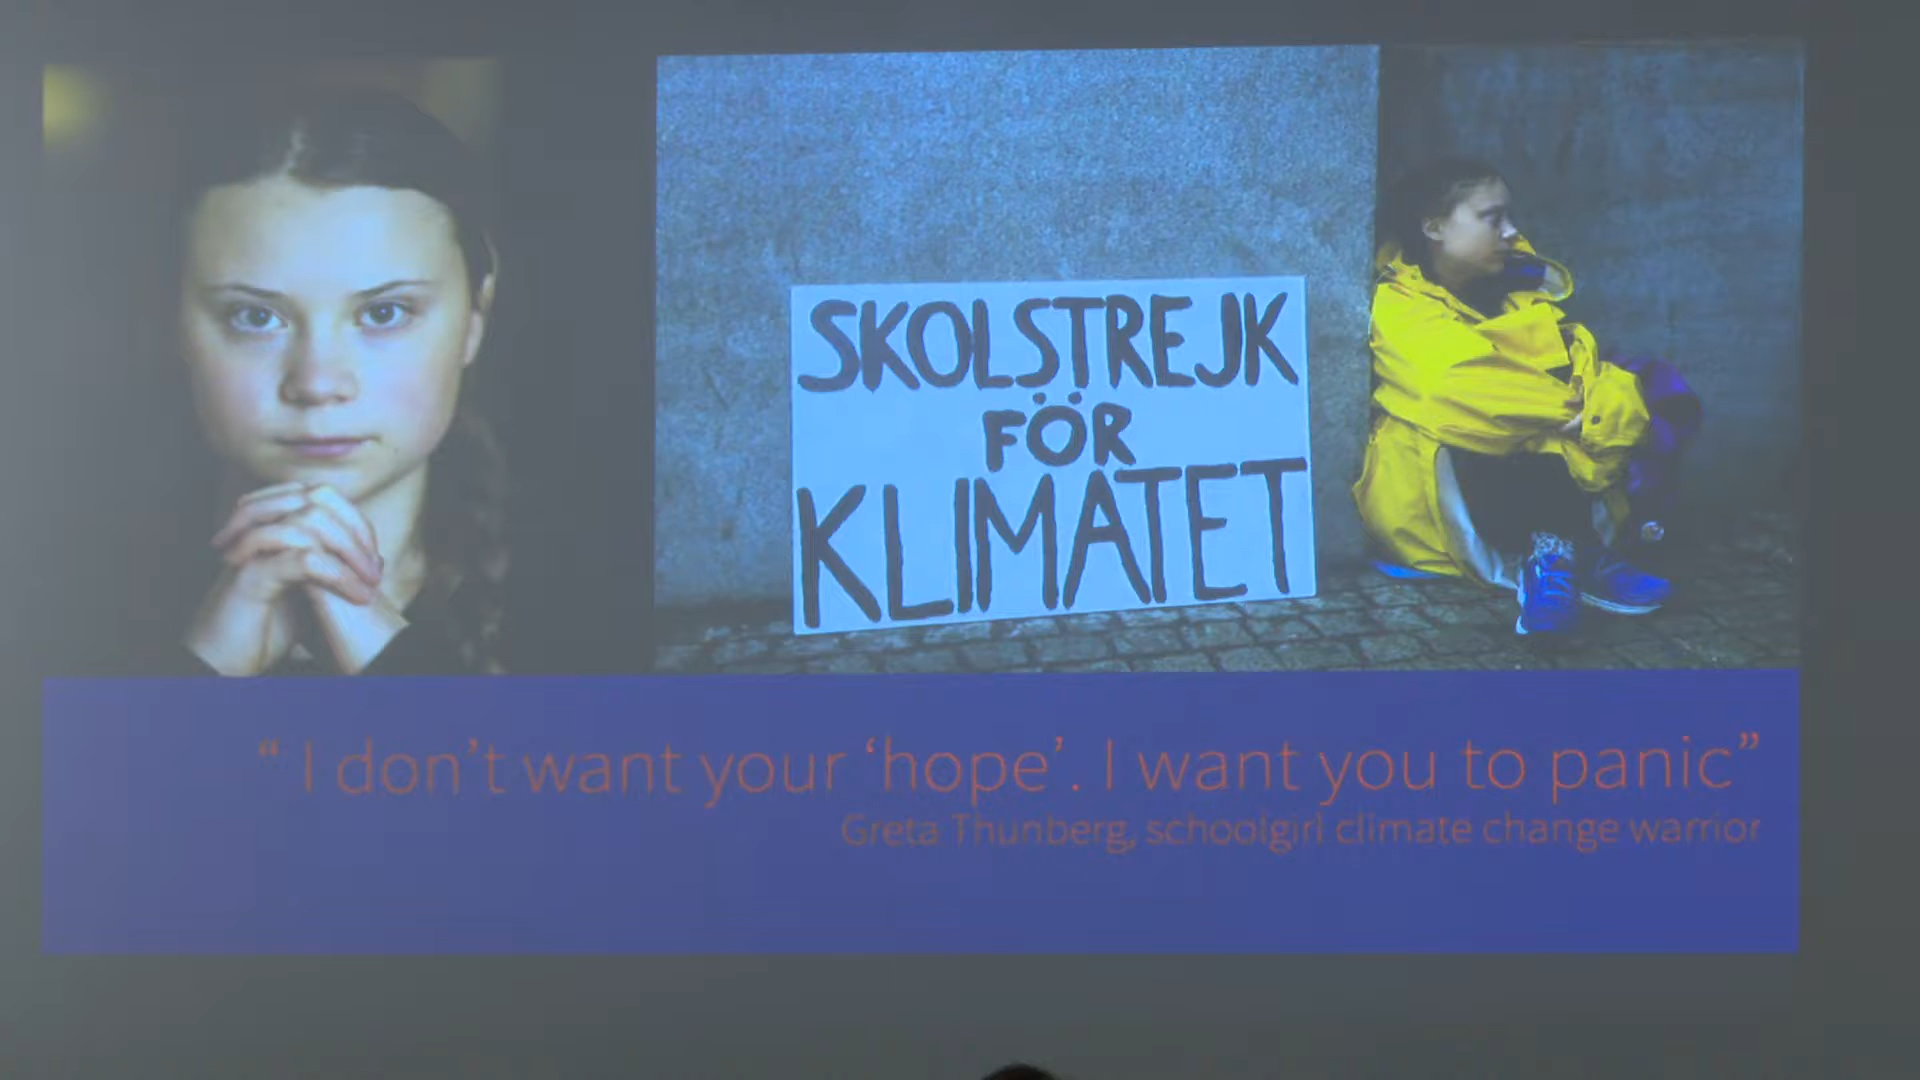 SKOLSTREJK
FÖR
KLIMATET
“ I don’t want your ‘hope’. I want you to panic”
Greta Thunberg, schoolgirl climate change warrior